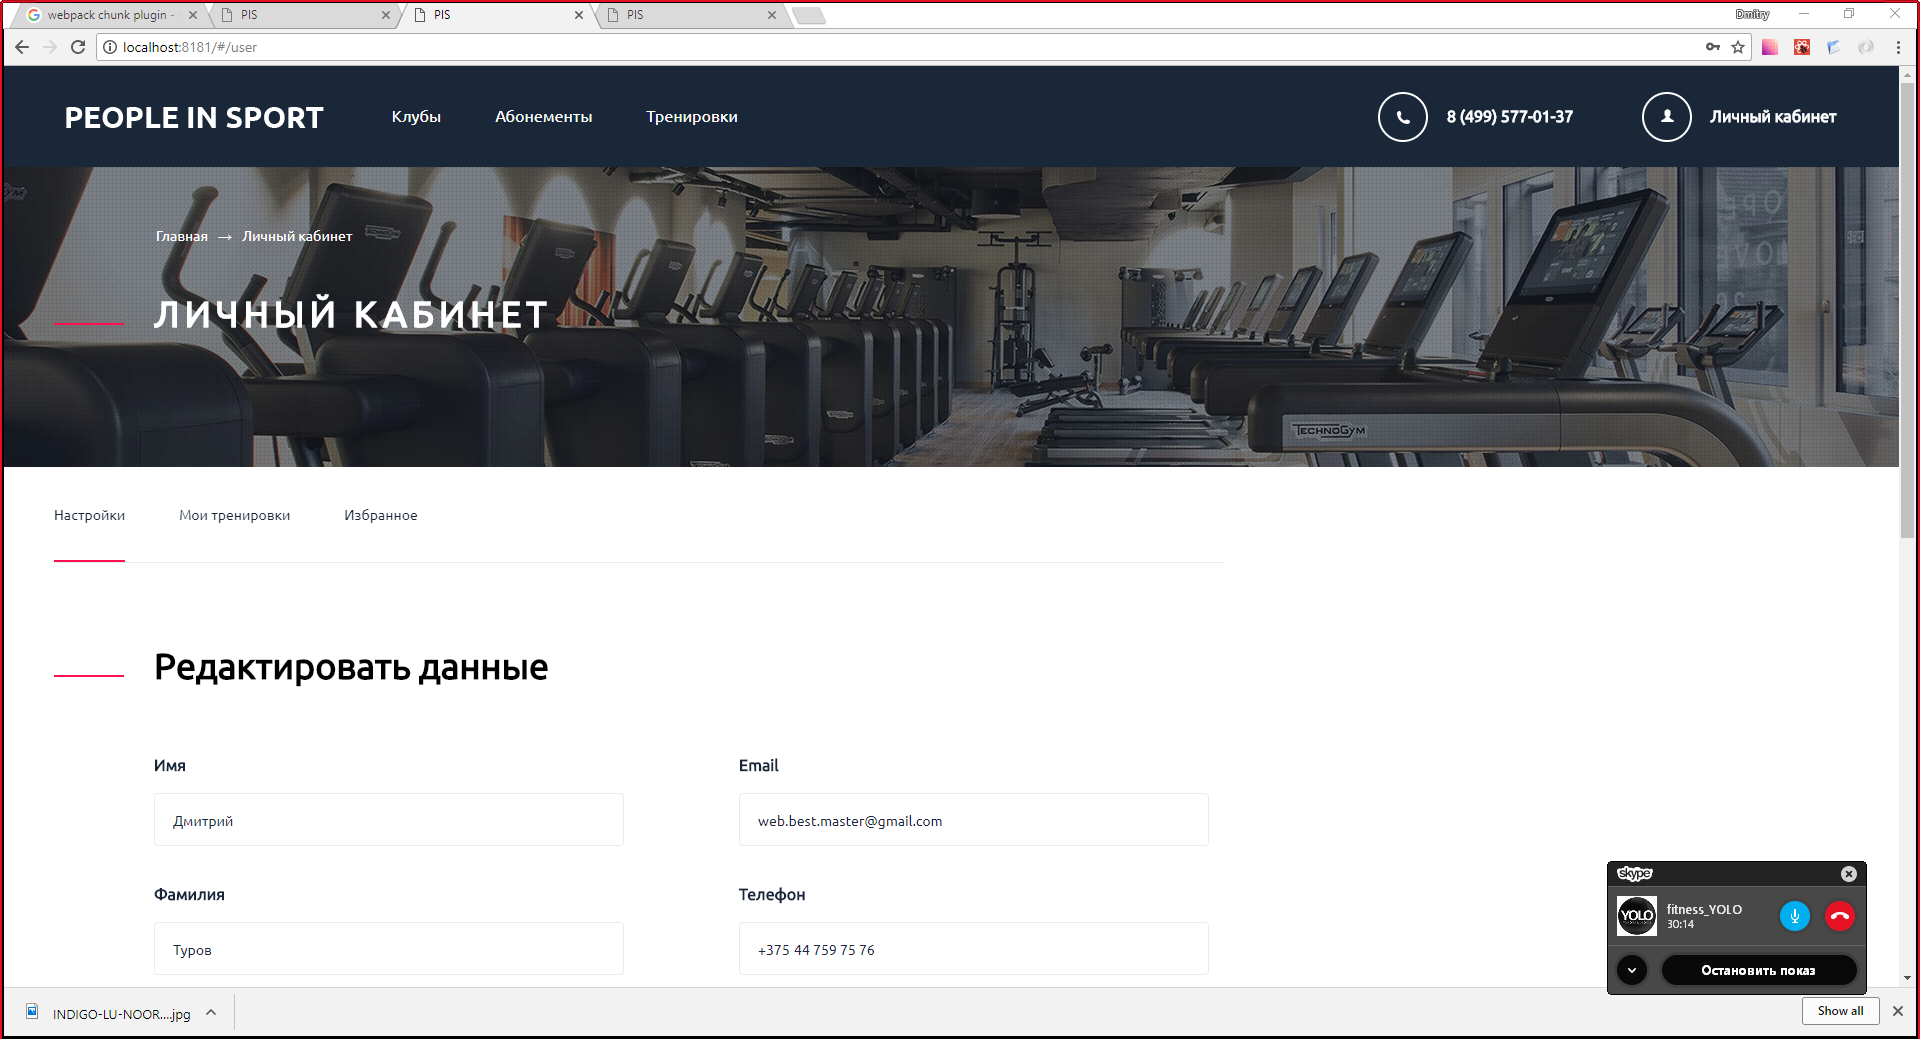 webpack chunk plugin -
PIS
PIS
PIS
Dmitry
localhost:8181/#/user
PEOPLE IN SPORT
Клубы
Абонементы
Тренировки
8 (499) 577-01-37
Личный кабинет
Главная → Личный кабинет
ЛИЧНЫЙ КАБИНЕТ
TECHNOGYM
Настройки
Мои тренировки
Избранное
Редактировать данные
Имя
Email
Дмитрий
web.best.master@gmail.com
Фамилия
Телефон
Туров
+375 44 759 75 76
skype
YOLO
fitness_YOLO
30:14
Остановить показ
INDIGO-LU-NOOR....jpg
Show all